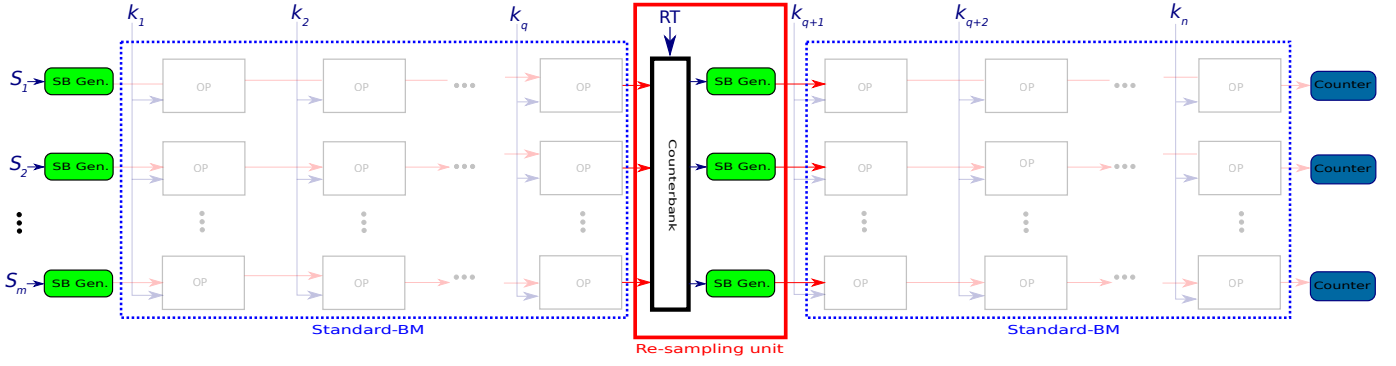 k1 k2 kq RT kq+1 kq+2 kn
S1 SB Gen. OP OP ... OP SB Gen. OP OP ... OP Counter
S2 SB Gen. OP OP ... OP SB Gen. OP OP ... OP Counter
Counterbank
Sm SB Gen. OP OP ... OP SB Gen. OP OP ... OP Counter
Standard-BM Standard-BM
Re-sampling unit